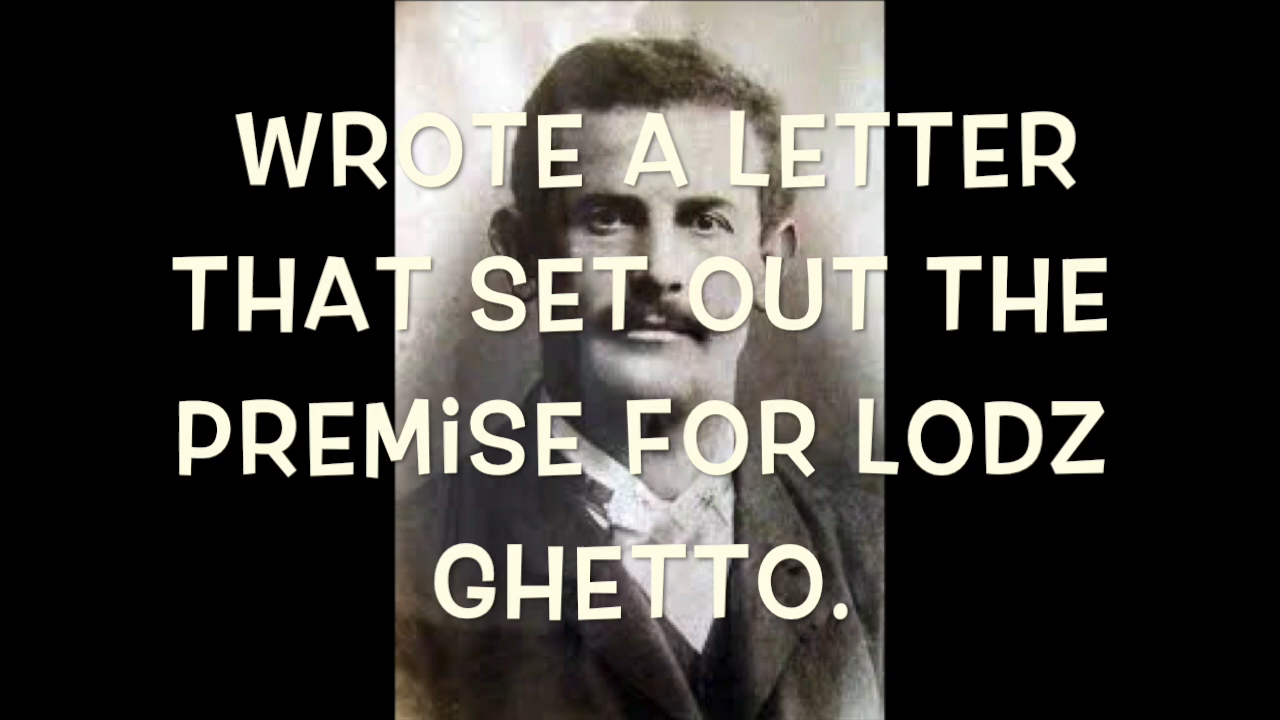 WROTE A LETTER
THAT SET OUT THE
PREMiSE FOR LODZ
GHETTO.